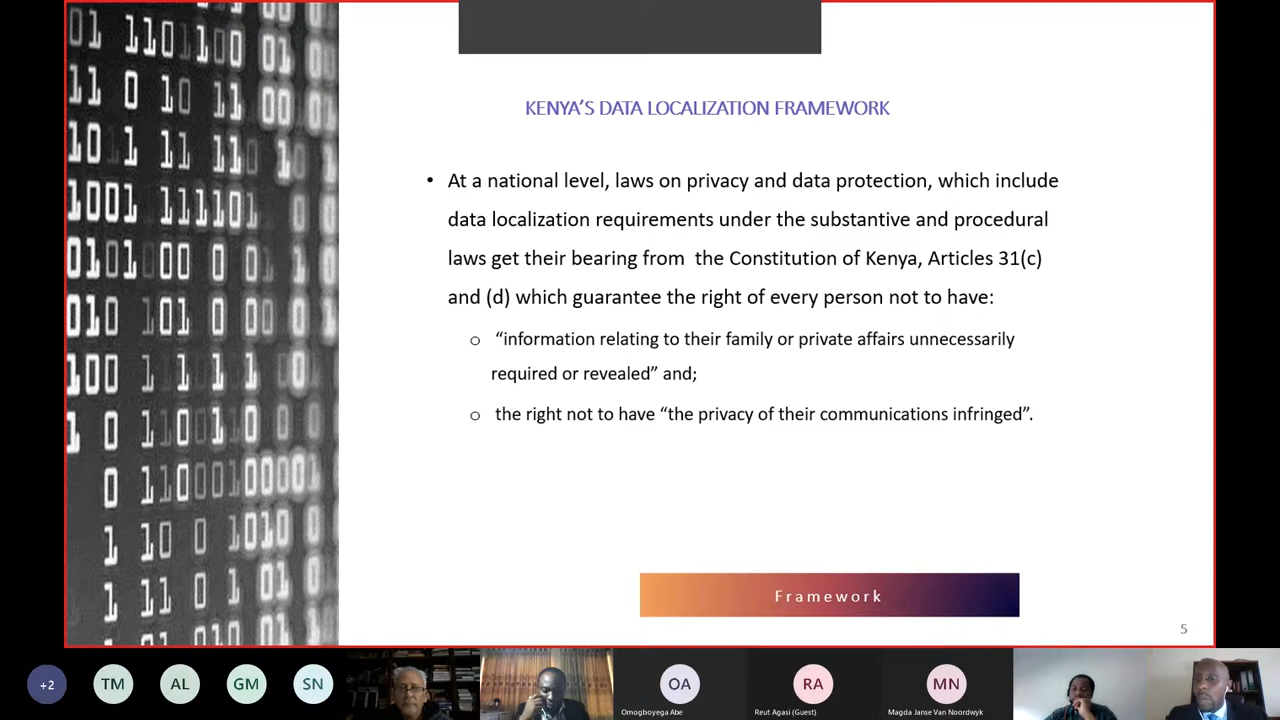 KENYA’S DATA LOCALIZATION FRAMEWORK
• At a national level, laws on privacy and data protection, which include
data localization requirements under the substantive and procedural
laws get their bearing from the Constitution of Kenya, Articles 31(c)
and (d) which guarantee the right of every person not to have:
o “information relating to their family or private affairs unnecessarily
required or revealed” and;
o the right not to have “the privacy of their communications infringed”.
Framework
5
+2
TM
AL
GM
SN
OA
RA
MN
Omogboyega Abe
Reut Agasi (Guest)
Magda Janse Van Noordwyk